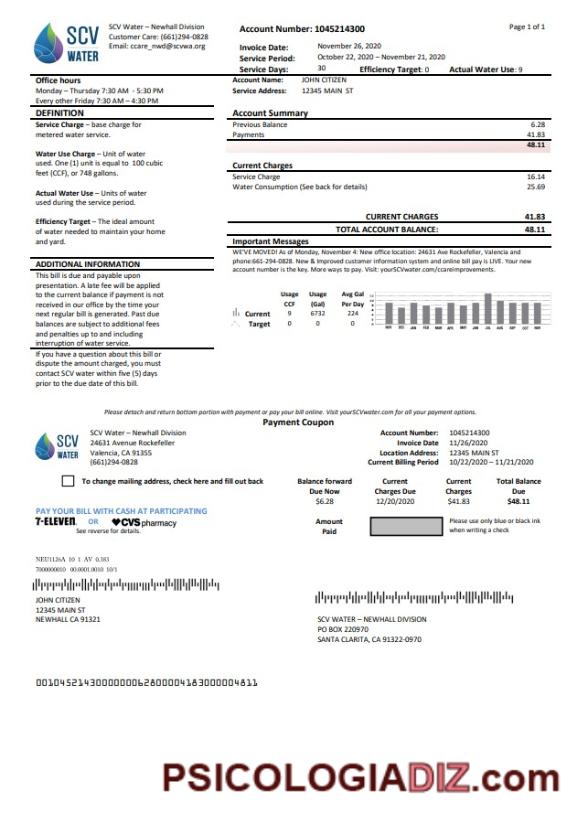 SCV
WATER
SCV Water – Newhall Division
Customer Care: (661)294-0828
Email: ccare_nwd@scvwa.org
Account Number: 1045214300
Page 1 of 1
Invoice Date: November 26, 2020
Service Period: October 22, 2020 – November 21, 2020
Service Days: 30 Efficiency Target: 0 Actual Water Use: 9
Account Name: JOHN CITIZEN
Service Address: 12345 MAIN ST
Office hours
Monday – Thursday 7:30 AM - 5:30 PM
Every other Friday 7:30 AM – 4:30 PM
DEFINITION
Service Charge – base charge for
metered water service.
Water Use Charge – Unit of water
used. One (1) unit is equal to 100 cubic
feet (CCF), or 748 gallons.
Actual Water Use – Units of water
used during the service period.
Efficiency Target – The ideal amount
of water needed to maintain your home
and yard.
ADDITIONAL INFORMATION
This bill is due and payable upon
presentation. A late fee will be applied
to the current balance if payment is not
received in our office by the time your
next regular bill is generated. Past due
balances are subject to additional fees
and penalties up to and including
interruption of water service.
If you have a question about this bill or
dispute the amount charged, you must
contact SCV water within five (5) days
prior to the due date of this bill.
Account Summary
Previous Balance 6.28
Payments 41.83
48.11
Current Charges
Service Charge 16.14
Water Consumption (See back for details) 25.69
CURRENT CHARGES 41.83
TOTAL ACCOUNT BALANCE: 48.11
Important Messages
WE'VE MOVED! As of Monday, November 4: New office location: 24631 Ave Rockefeller, Valencia and
phone:661-294-0828. New & Improved customer information system and online bill pay is LIVE. Your new
account number is the key. More ways to pay. Visit: yourSCVwater.com/ccareimprovements.
Usage Usage Avg Gal
CCF (Gal) Per Day
Current 9 6732 224
Target 0 0 0
NOV DEC JAN FEB MAR APR MAY JUN JUL AUG SEP OCT NOV
Please detach and return bottom portion with payment or pay your bill online. Visit yourSCVwater.com for all your payment options.
Payment Coupon
SCV
WATER
SCV Water – Newhall Division
24631 Avenue Rockefeller
Valencia, CA 91355
(661)294-0828
Account Number: 1045214300
Invoice Date 11/26/2020
Location Address: 12345 MAIN ST
Current Billing Period 10/22/2020 – 11/21/2020
To change mailing address, check here and fill out back
Balance forward Current Current Total Balance
Due Now Charges Due Charges Due
$6.28 12/20/2020 $41.83 $48.11
PAY YOUR BILL WITH CASH AT PARTICIPATING
7-ELEVEN. OR CVS pharmacy
See reverse for details.
Amount
Paid
Please use only blue or black ink
when writing a check
NEU1126A 10 1 AV 0.383
7000000010 00.0001.0010 10/1
JOHN CITIZEN
12345 MAIN ST
NEWHALL CA 91321
SCV WATER – NEWHALL DIVISION
PO BOX 220970
SANTA CLARITA, CA 91322-0970
PSICOLOGIADIZ.com